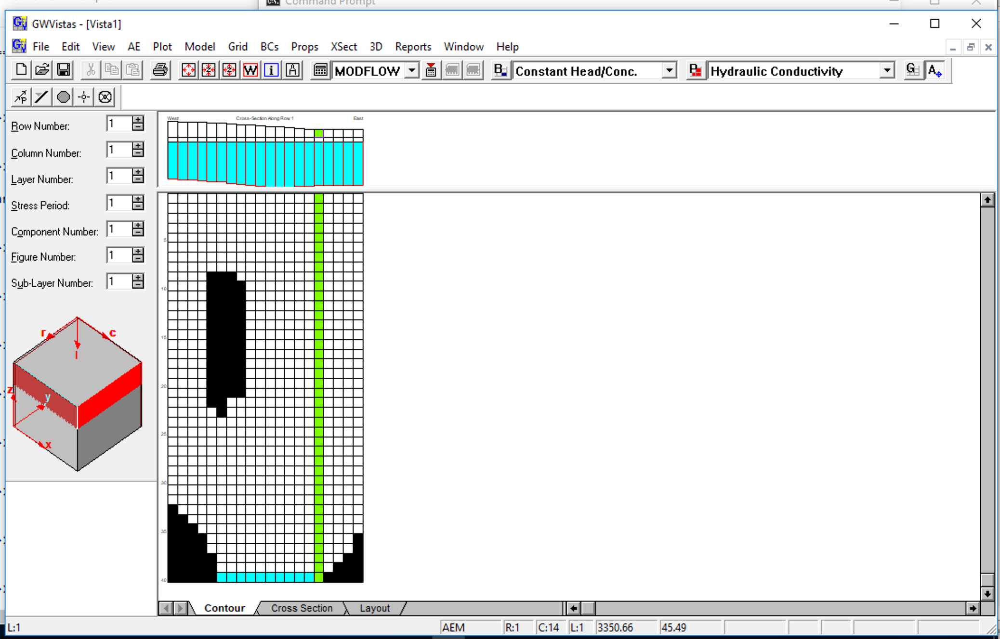 Command Prompt
GWVistas - [Vista1]
File Edit View AE Plot Model Grid BCs Props XSect 3D Reports Window Help
MODFLOW Constant Head/Conc. Hydraulic Conductivity
Row Number: 1
Column Number: 1
Layer Number: 1
Stress Period: 1
Component Number: 1
Figure Number: 1
Sub-Layer Number: 1
r c
l
z y
x
West Cross-Section Along Row 1 East
5
10
15
20
25
30
35
40
Contour Cross Section Layout
L:1 AEM R:1 C:14 L:1 3350.66 45.49